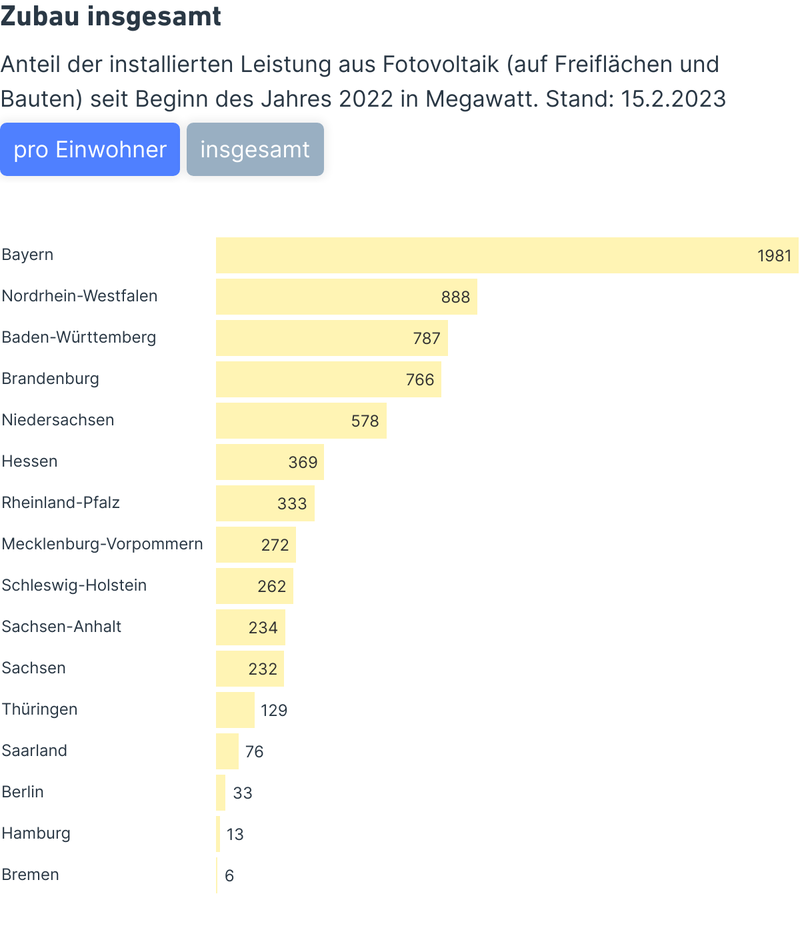 Zubau insgesamt
Anteil der installierten Leistung aus Fotovoltaik (auf Freiflächen und
Bauten) seit Beginn des Jahres 2022 in Megawatt. Stand: 15.2.2023
pro Einwohner insgesamt
Bayern 1981
Nordrhein-Westfalen 888
Baden-Württemberg 787
Brandenburg 766
Niedersachsen 578
Hessen 369
Rheinland-Pfalz 333
Mecklenburg-Vorpommern 272
Schleswig-Holstein 262
Sachsen-Anhalt 234
Sachsen 232
Thüringen 129
Saarland 76
Berlin 33
Hamburg 13
Bremen 6